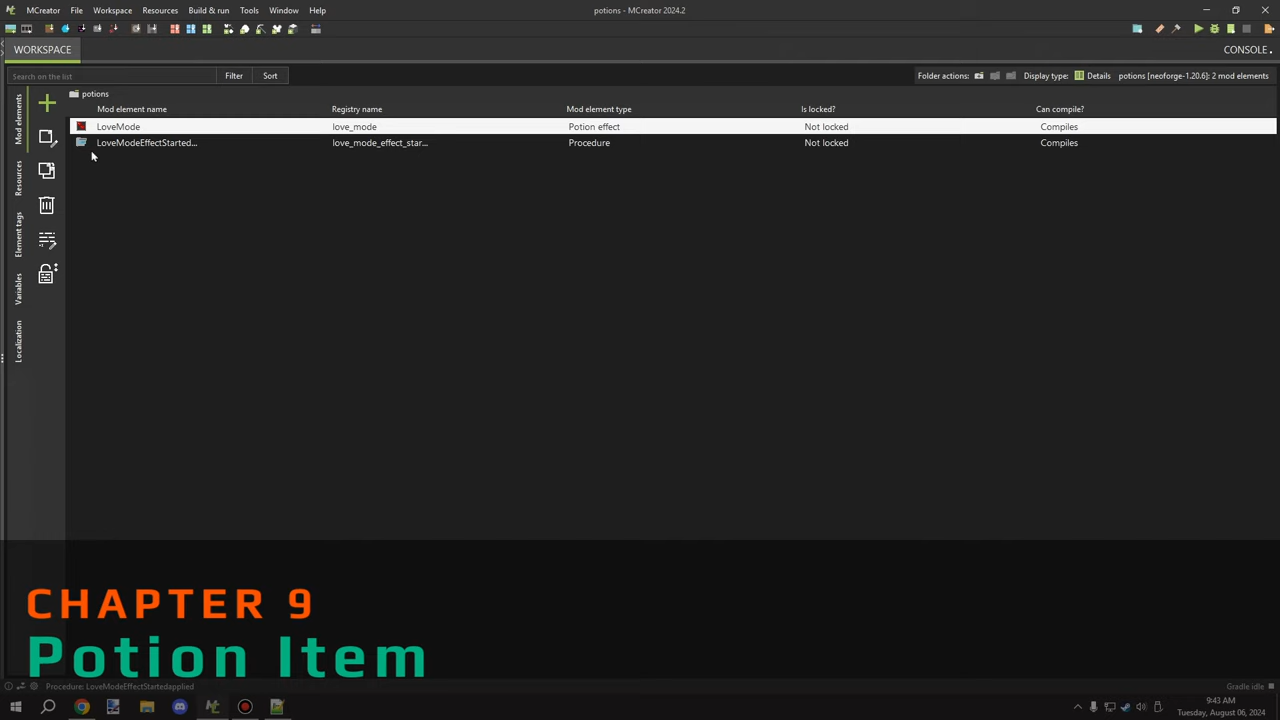 MCreator File Workspace Resources Build & run Tools Window Help
potions - MCreator 2024.2
WORKSPACE
CONSOLE
Search on the list
Filter
Sort
Folder actions:
Display type:
Details
potions [neoforge-1.20.6]: 2 mod elements
Mod elements
Resources
Element tags
Variables
Localization
potions
Mod element name Registry name Mod element type Is locked? Can compile?
LoveMode love_mode Potion effect Not locked Compiles
LoveModeEffectStarted... love_mode_effect_star... Procedure Not locked Compiles
CHAPTER 9
Potion Item
Procedure: LoveModeEffectStartedapplied
Gradle idle
9:43 AM
Tuesday, August 06, 2024